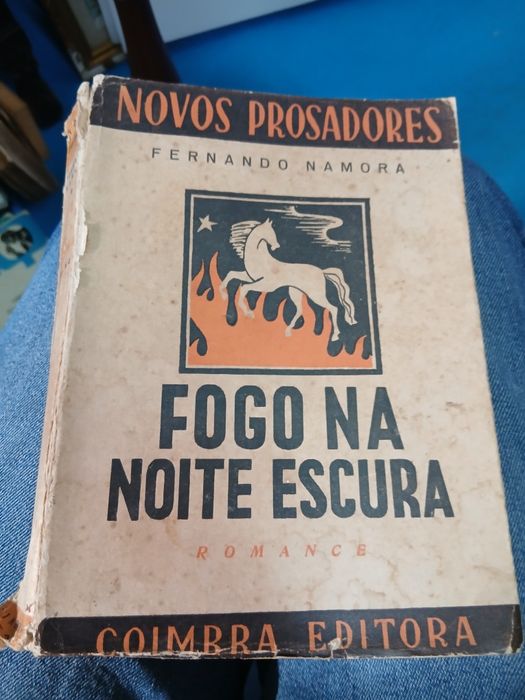 NOVOS PROSADORES
FERNANDO NAMORA
FOGO NA
NOITE ESCURA
ROMANCE
COIMBRA EDITORA